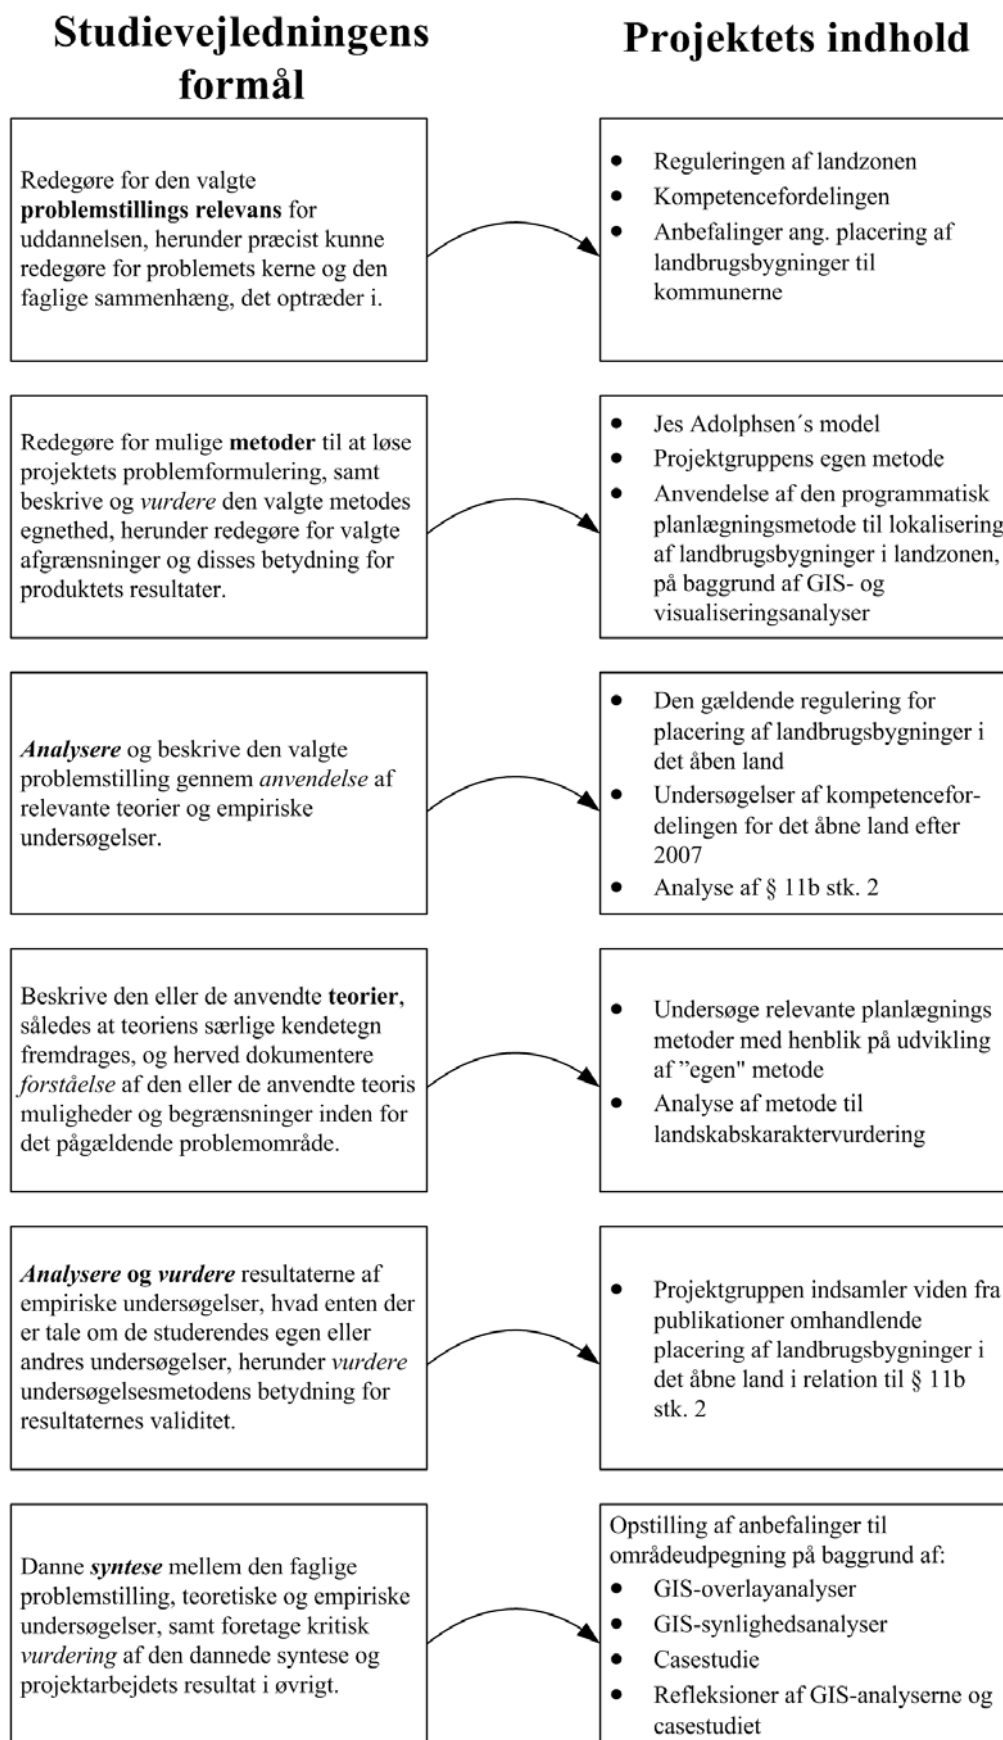 Studievejledningens
formål
Projektets indhold
Redegøre for den valgte
problemstillings relevans for
uddannelsen, herunder præcist kunne
redegøre for problemets kerne og den
faglige sammenhæng, det optræder i.
● Reguleringen af landzonen
● Kompetencefordelingen
● Anbefalinger ang. placering af
landbrugsbygninger til
kommunerne
Redegøre for mulige metoder til at løse
projektets problemformulering, samt
beskrive og vurdere den valgte metodes
egnethed, herunder redegøre for valgte
afgrænsninger og disses betydning for
produktets resultater.
● Jes Adolphsen´s model
● Projektgruppens egen metode
● Anvendelse af den programmatisk
planlægningsmetode til lokalisering
af landbrugsbygninger i landzonen,
på baggrund af GIS- og
visualiseringsanalyser
Analysere og beskrive den valgte
problemstilling gennem anvendelse af
relevante teorier og empiriske
undersøgelser.
● Den gældende regulering for
placering af landbrugsbygninger i
det åben land
● Undersøgelser af kompetencefor-
delingen for det åbne land efter
2007
● Analyse af § 11b stk. 2
Beskrive den eller de anvendte teorier,
således at teoriens særlige kendetegn
fremdrages, og herved dokumentere
forståelse af den eller de anvendte teoris
muligheder og begrænsninger inden for
det pågældende problemområde.
● Undersøge relevante planlægnings
metoder med henblik på udvikling
af ”egen" metode
● Analyse af metode til
landskabskaraktervurdering
Analysere og vurdere resultaterne af
empiriske undersøgelser, hvad enten der
er tale om de studerendes egen eller
andres undersøgelser, herunder vurdere
undersøgelsesmetodens betydning for
resultaternes validitet.
● Projektgruppen indsamler viden fra
publikationer omhandlende
placering af landbrugsbygninger i
det åbne land i relation til § 11b
stk. 2
Danne syntese mellem den faglige
problemstilling, teoretiske og empiriske
undersøgelser, samt foretage kritisk
vurdering af den dannede syntese og
projektarbejdets resultat i øvrigt.
Opstilling af anbefalinger til
områdeudpegning på baggrund af:
● GIS-overlayanalyser
● GIS-synlighedsanalyser
● Casestudie
● Refleksioner af GIS-analyserne og
casestudiet